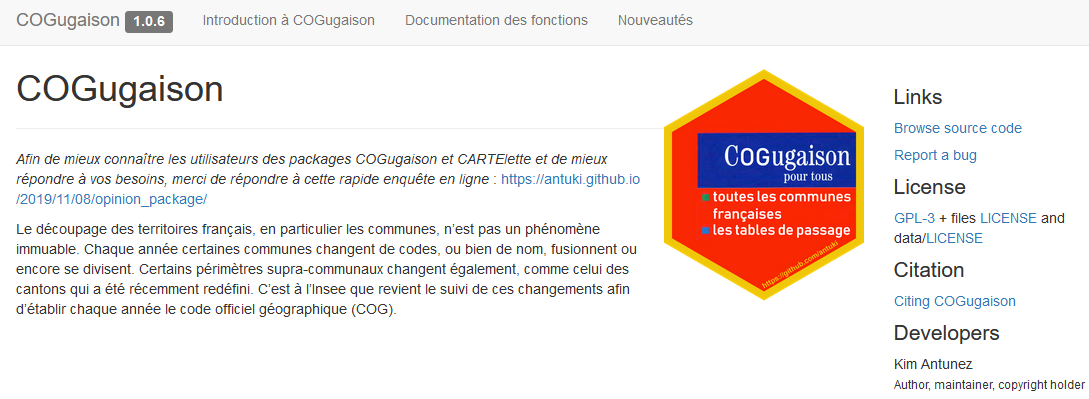 COGugaison 1.0.6 Introduction à COGugaison Documentation des fonctions Nouveautés
COGugaison
Afin de mieux connaître les utilisateurs des packages COGugaison et CARTElette et de mieux
répondre à vos besoins, merci de répondre à cette rapide enquête en ligne : https://antuki.github.io
/2019/11/08/opinion_package/
Le découpage des territoires français, en particulier les communes, n'est pas un phénomène
immuable. Chaque année certaines communes changent de codes, ou bien de nom, fusionnent ou
encore se divisent. Certains périmètres supra-communaux changent également, comme celui des
cantons qui a été récemment redéfini. C'est à l'Insee que revient le suivi de ces changements afin
d'établir chaque année le code officiel géographique (COG).
COGugaison
pour tous
toutes les communes
françaises
les tables de passage
https://github.com/antuki
Links
Browse source code
Report a bug
License
GPL-3 + files LICENSE and
data/LICENSE
Citation
Citing COGugaison
Developers
Kim Antunez
Author, maintainer, copyright holder